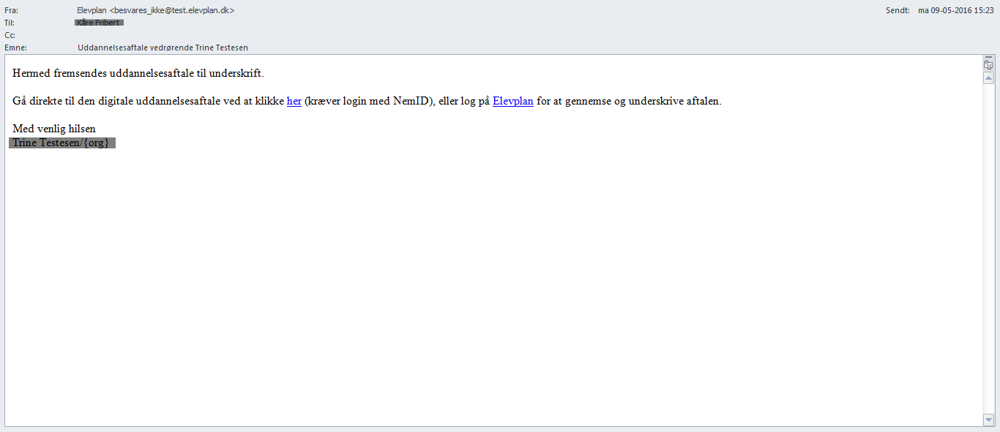 Fra: Elevplan <besvares_ikke@test.elevplan.dk> Sendt: ma 09-05-2016 15:23
Til: Kåre Fribert
Cc:
Emne: Uddannelsesaftale vedrørende Trine Testesen
Hermed fremsendes uddannelsesaftale til underskrift.
Gå direkte til den digitale uddannelsesaftale ved at klikke her (kræver login med NemID), eller log på Elevplan for at gennemse og underskrive aftalen.
Med venlig hilsen
Trine Testesen/{org}